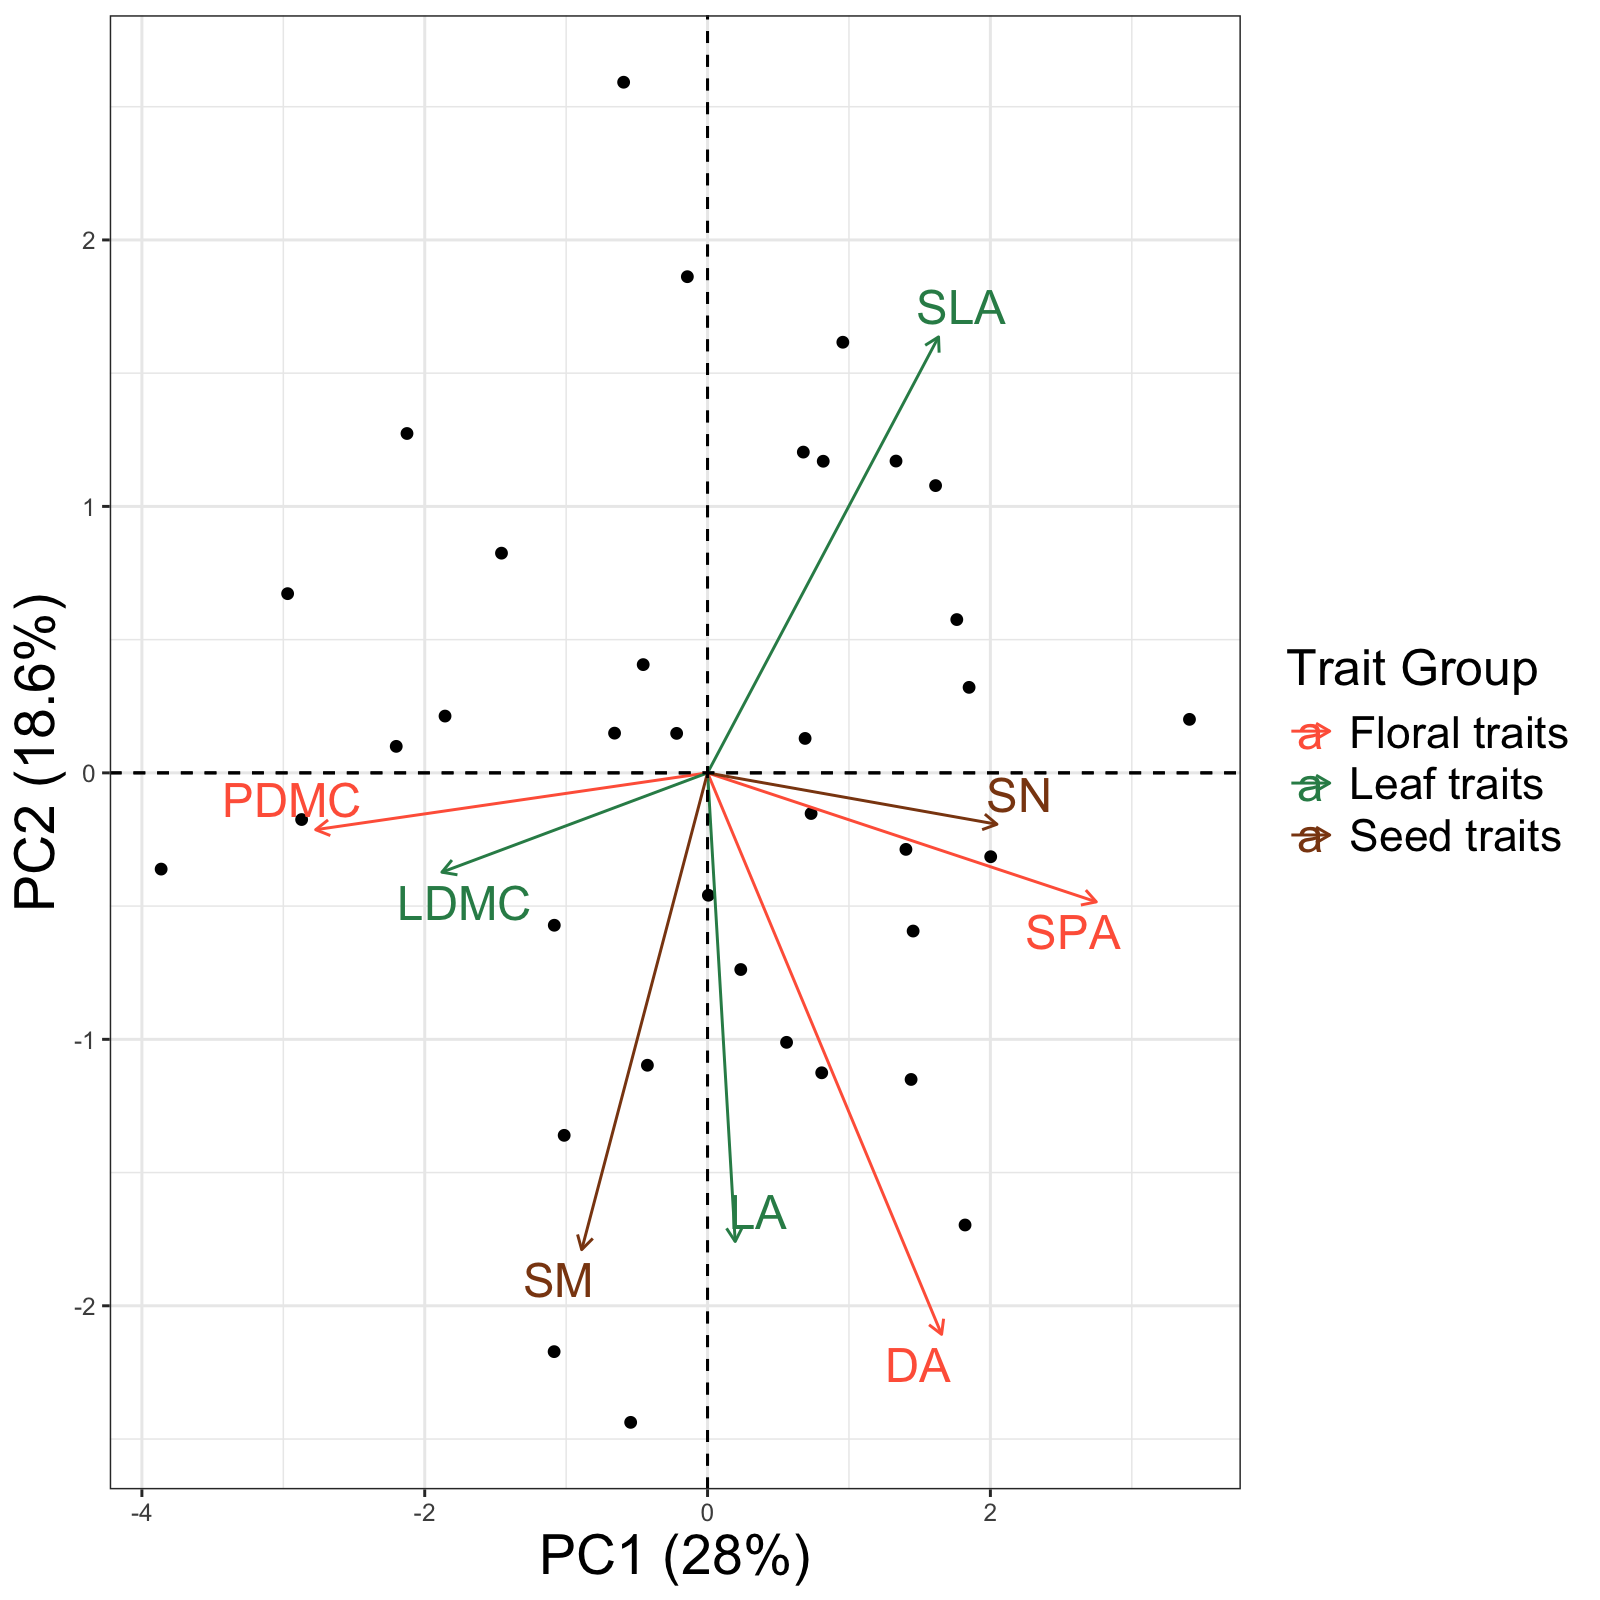 SLA
2
1
0
-1
-2
PC2 (18.6%)
PDMC
SN
LDMC
SPA
LA
SM
DA
-4
-2
0
2
PC1 (28%)
Trait Group
a Floral traits
a Leaf traits
a Seed traits